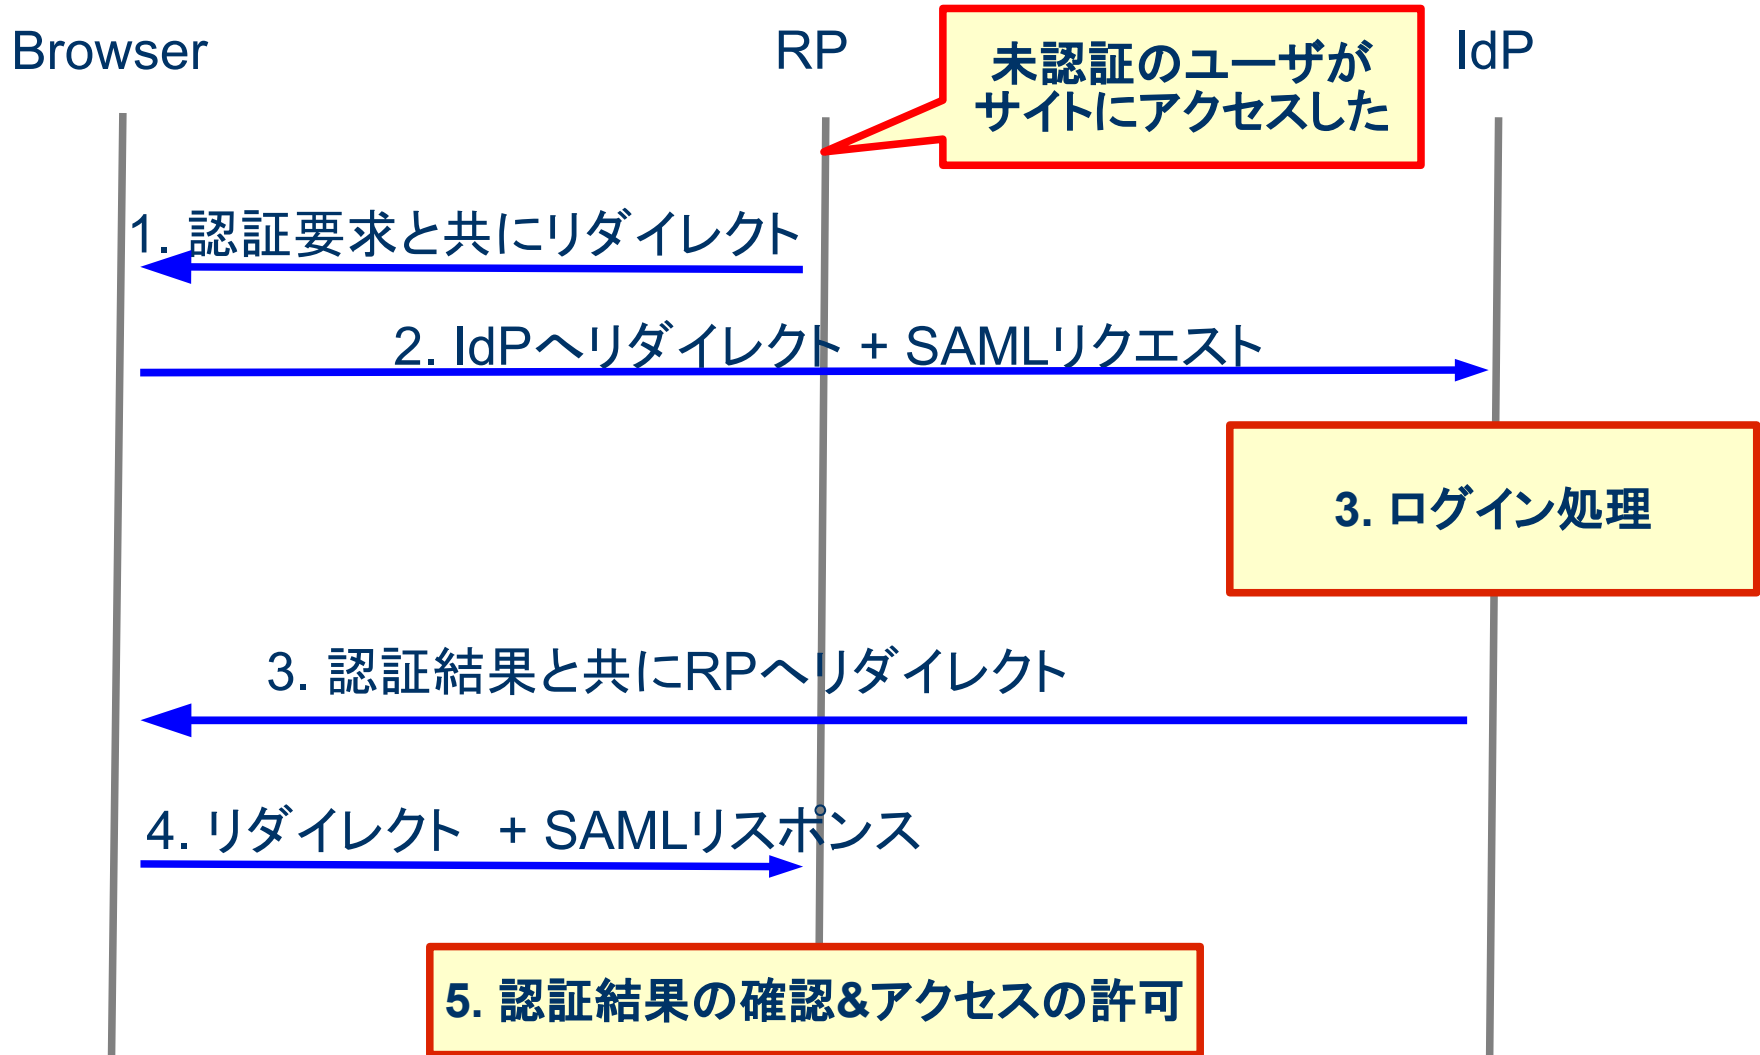 Browser
RP
IdP
未認証のユーザが
サイトにアクセスした
1. 認証要求と共にリダイレクト
2. IdPへリダイレクト + SAMLリクエスト
3. ログイン処理
3. 認証結果と共にRPへリダイレクト
4. リダイレクト　+ SAMLリスポンス
5. 認証結果の確認&アクセスの許可